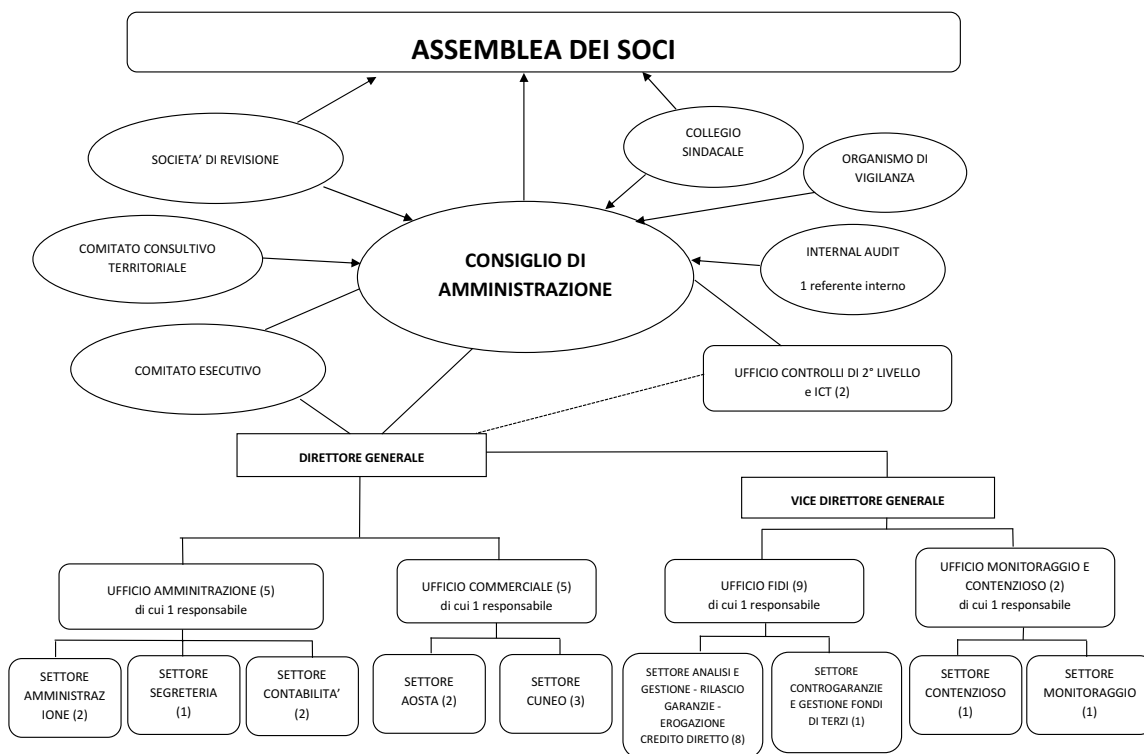 ASSEMBLEA DEI SOCI
SOCIETA’ DI REVISIONE
COLLEGIO
SINDACALE
ORGANISMO DI
VIGILANZA
COMITATO CONSULTIVO
TERRITORIALE
CONSIGLIO DI
AMMINISTRAZIONE
INTERNAL AUDIT
1 referente interno
COMITATO ESECUTIVO
UFFICIO CONTROLLI DI 2° LIVELLO
e ICT (2)
DIRETTORE GENERALE
VICE DIRETTORE GENERALE
UFFICIO AMMINITRAZIONE (5)
di cui 1 responsabile
UFFICIO COMMERCIALE (5)
di cui 1 responsabile
UFFICIO FIDI (9)
di cui 1 responsabile
UFFICIO MONITORAGGIO E
CONTENZIOSO (2)
di cui 1 responsabile
SETTORE
AMMINISTRAZ
IONE (2)
SETTORE
SEGRETERIA
(1)
SETTORE
CONTABILITA’
(2)
SETTORE
AOSTA (2)
SETTORE
CUNEO (3)
SETTORE ANALISI E
GESTIONE - RILASCIO
GARANZIE -
EROGAZIONE
CREDITO DIRETTO (8)
SETTORE
CONTROGARANZIE
E GESTIONE FONDI
DI TERZI (1)
SETTORE
CONTENZIOSO
(1)
SETTORE
MONITORAGGIO
(1)